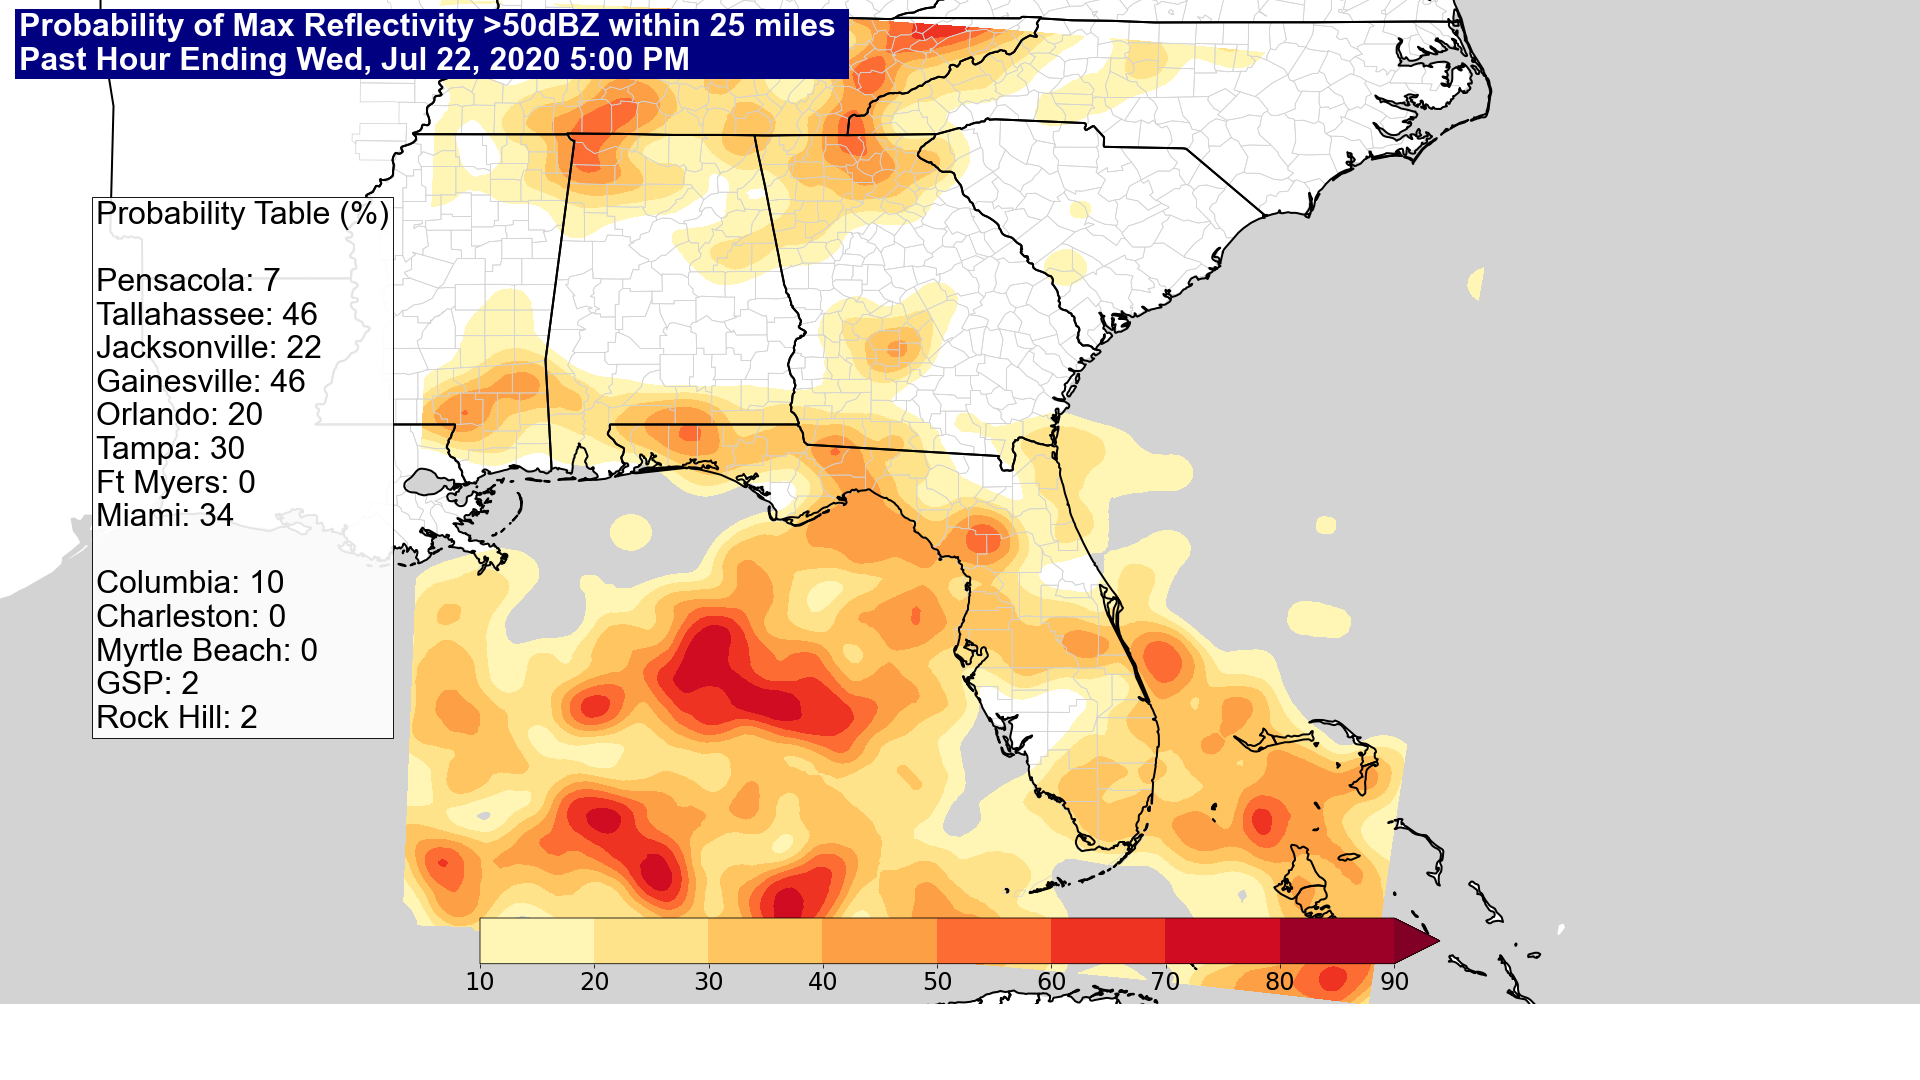 Probability of Max Reflectivity >50dBZ within 25 miles
Past Hour Ending Wed, Jul 22, 2020 5:00 PM
Probability Table (%)
Pensacola: 7
Tallahassee: 46
Jacksonville: 22
Gainesville: 46
Orlando: 20
Tampa: 30
Ft Myers: 0
Miami: 34
Columbia: 10
Charleston: 0
Myrtle Beach: 0
GSP: 2
Rock Hill: 2
10 20 30 40 50 60 70 80 90